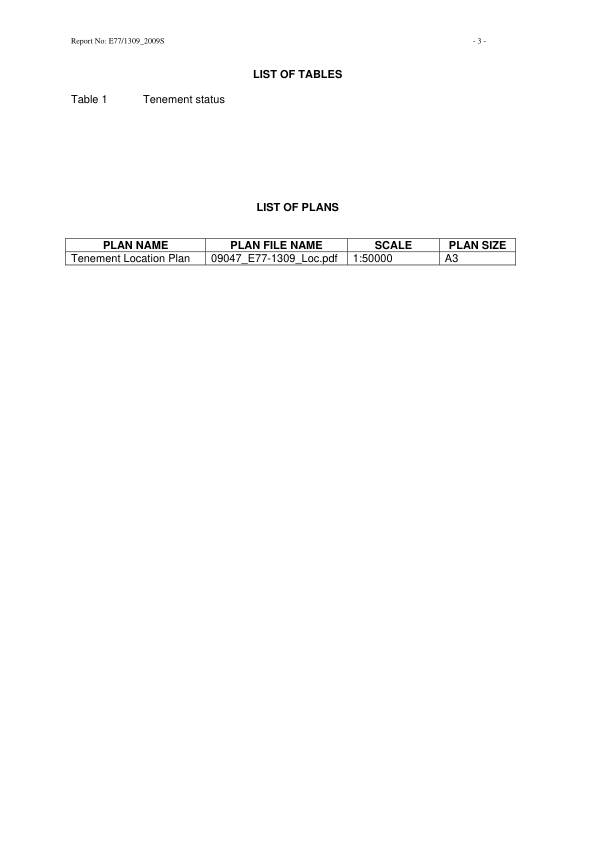 Report No: E77/1309_2009S - 3 -
LIST OF TABLES
Table 1 Tenement status
LIST OF PLANS
PLAN NAME PLAN FILE NAME SCALE PLAN SIZE
Tenement Location Plan 09047_E77-1309_Loc.pdf 1:50000 A3